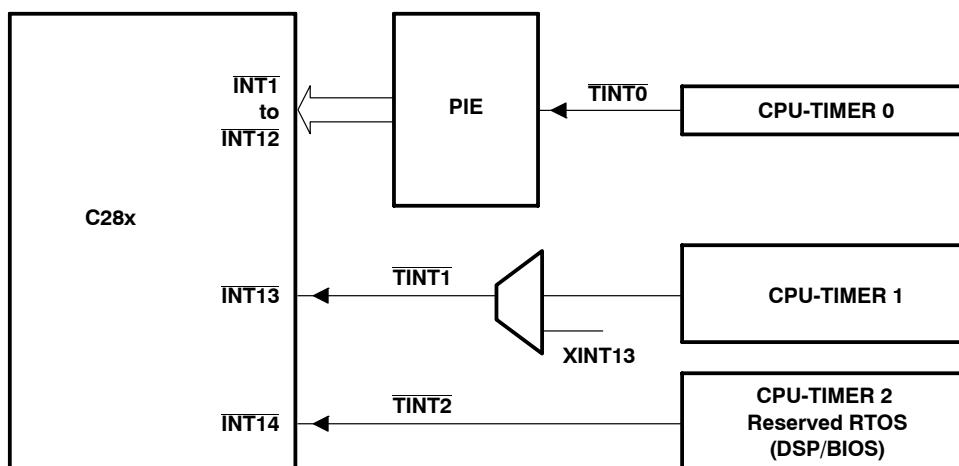 INT1
to
INT12
PIE
TINT0
CPU-TIMER 0
C28x
INT13
TINT1
CPU-TIMER 1
XINT13
INT14
TINT2
CPU-TIMER 2
Reserved RTOS
(DSP/BIOS)